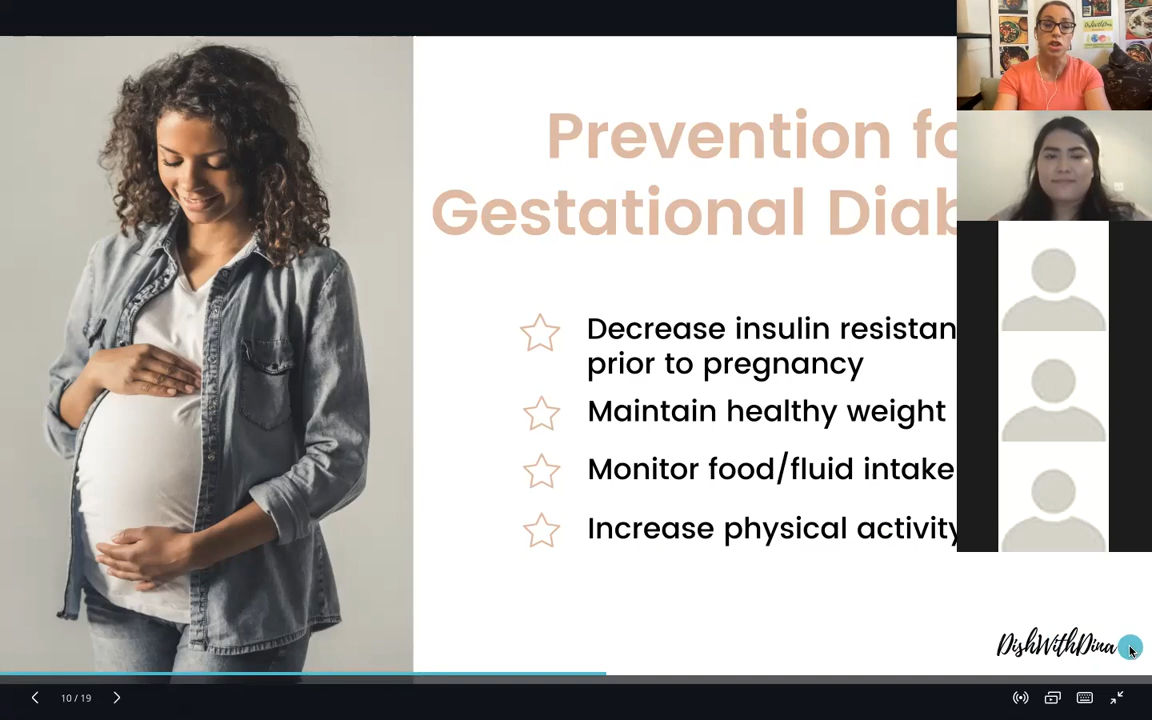 Prevention fo
Gestational Diab
Decrease insulin resistan
prior to pregnancy
Maintain healthy weight
Monitor food/fluid intake
Increase physical activity
DishWithDina
10 / 19